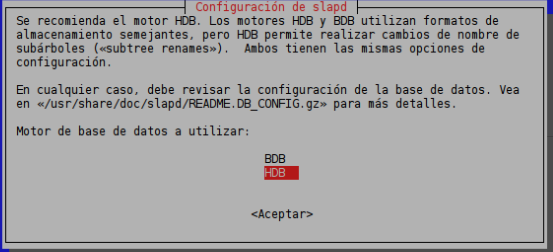 Configuración de slapd
Se recomienda el motor HDB. Los motores HDB y BDB utilizan formatos de
almacenamiento semejantes, pero HDB permite realizar cambios de nombre de
subárboles («subtree renames»).  Ambos tienen las mismas opciones de
configuración.
En cualquier caso, debe revisar la configuración de la base de datos. Vea
en «/usr/share/doc/slapd/README.DB_CONFIG.gz» para más detalles.
Motor de base de datos a utilizar:
BDB
HDB
<Aceptar>